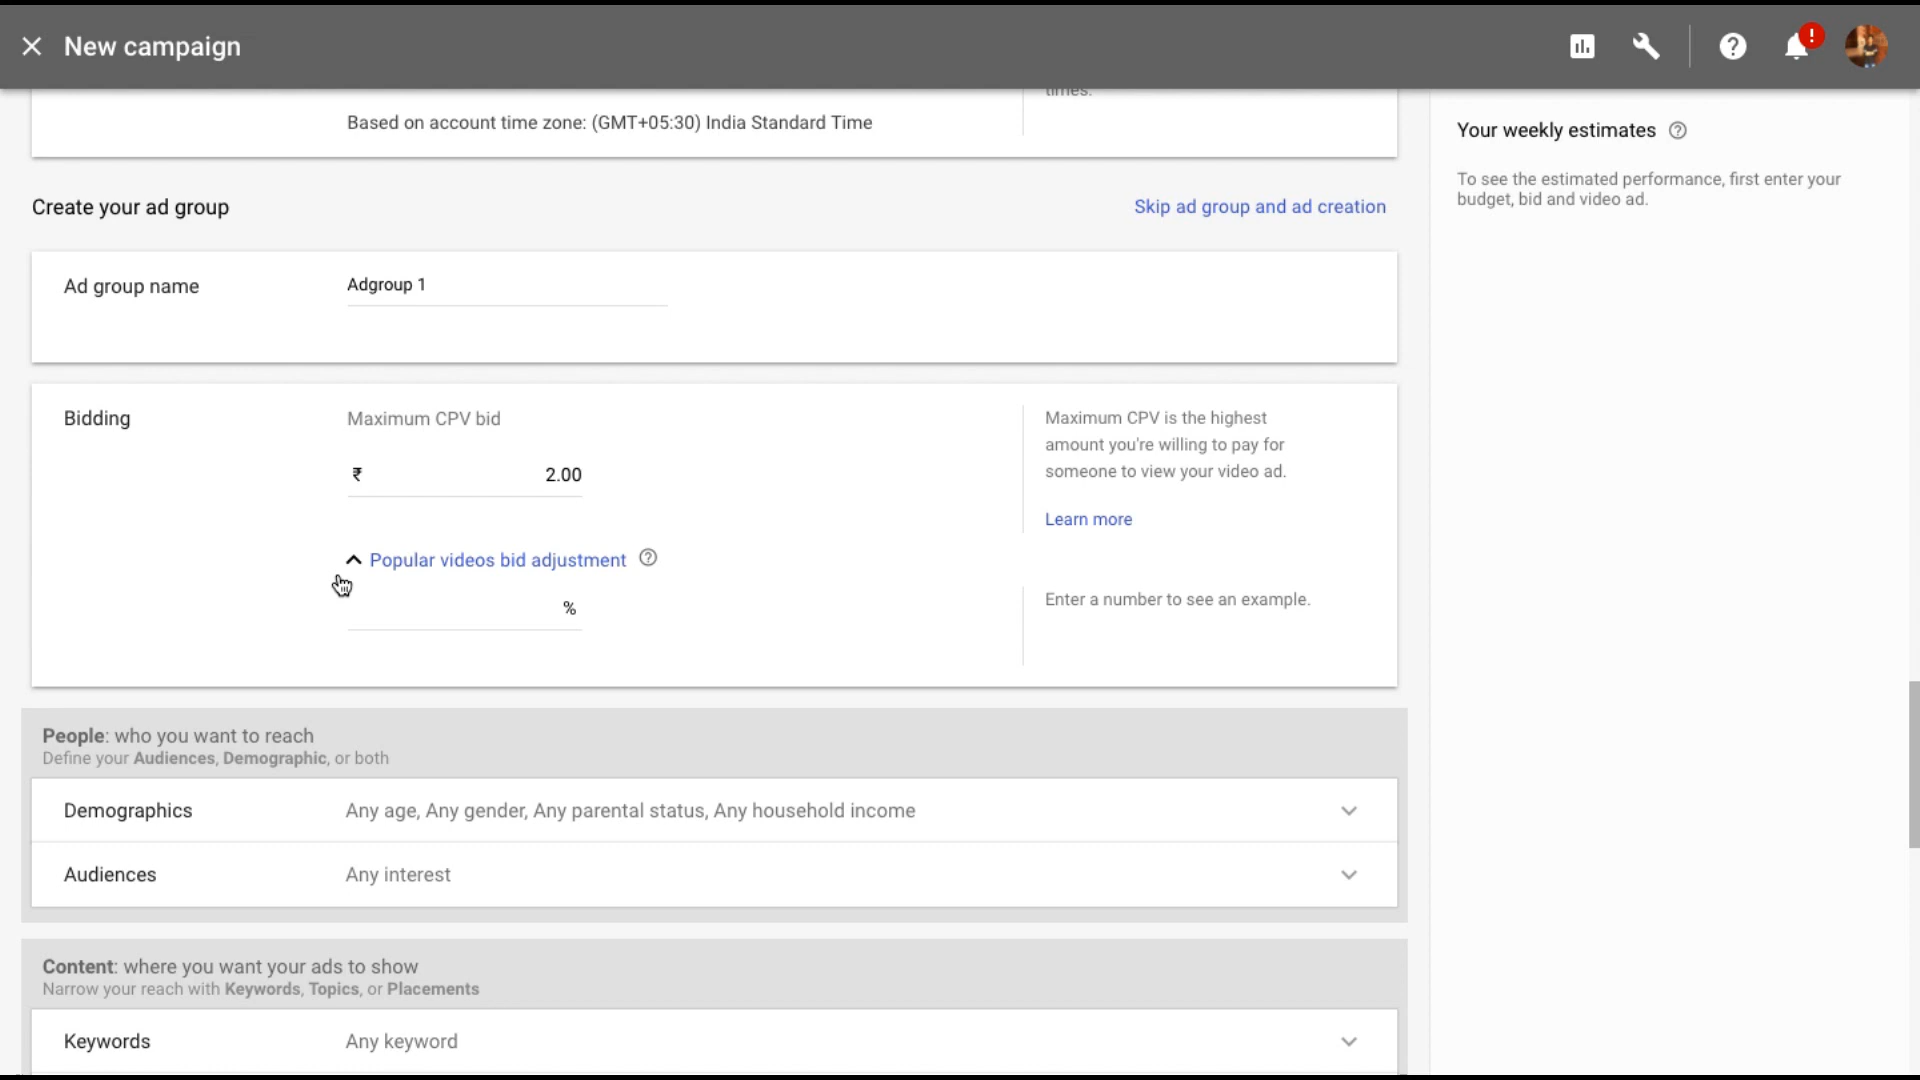 New campaign
!
times.
Based on account time zone: (GMT+05:30) India Standard Time
Your weekly estimates
To see the estimated performance, first enter your
budget, bid and video ad.
Create your ad group
Skip ad group and ad creation
Ad group name
Adgroup 1
Bidding
Maximum CPV bid
₹ 2.00
Maximum CPV is the highest
amount you're willing to pay for
someone to view your video ad.
Learn more
Popular videos bid adjustment
%
Enter a number to see an example.
People: who you want to reach
Define your Audiences, Demographic, or both
Demographics
Any age, Any gender, Any parental status, Any household income
Audiences
Any interest
Content: where you want your ads to show
Narrow your reach with Keywords, Topics, or Placements
Keywords
Any keyword